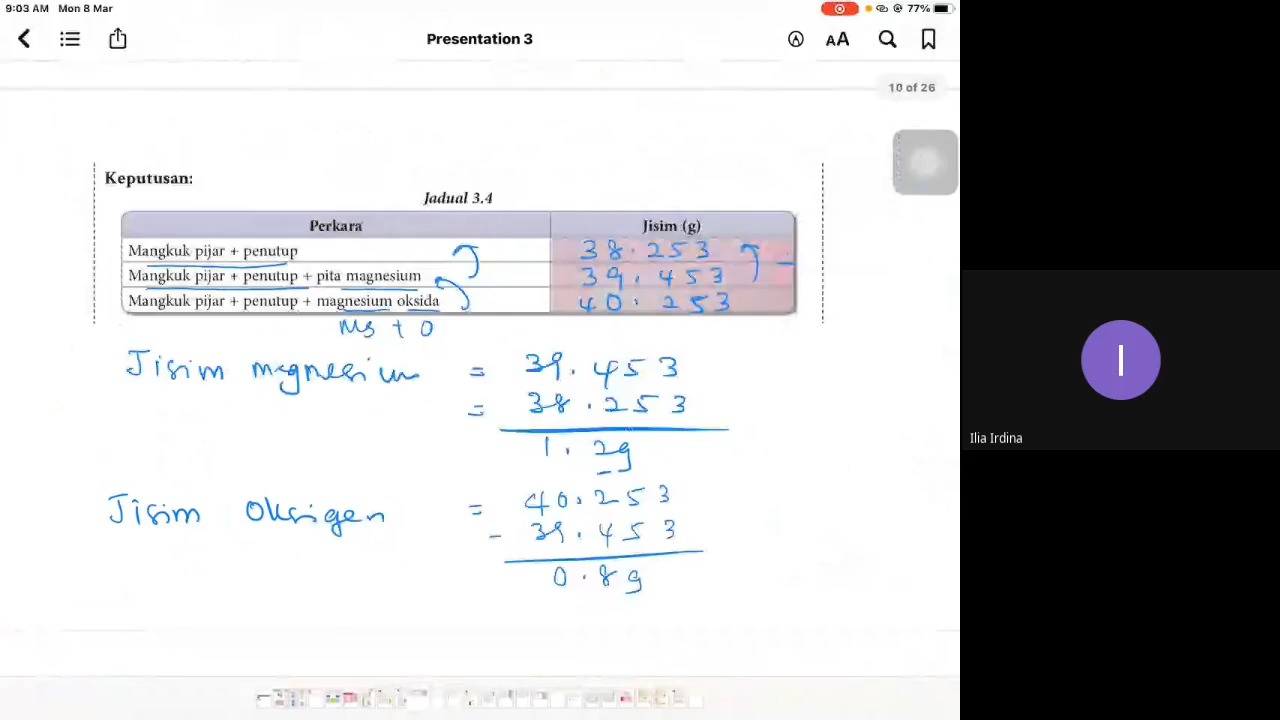 9:03 AM Mon 8 Mar
77%
Presentation 3
AA
10 of 26
Keputusan:
Jadual 3.4
Perkara Jisim (g)
Mangkuk pijar + penutup 38.253
Mangkuk pijar + penutup + pita magnesium 39.453
Mangkuk pijar + penutup + magnesium oksida 40.253
Mg + O
Jisim magnesium = 39.453
= 38.253
1.2g
Jisim Oksigen = 40.253
- 39.453
0.8g
I
Ilia Irdina